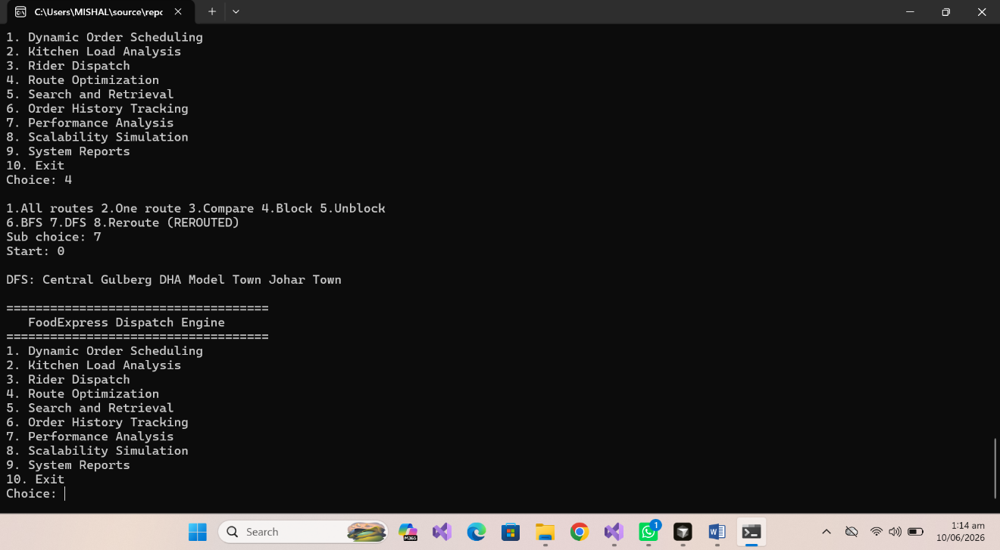 C:\Users\MISHAL\source\repc
1. Dynamic Order Scheduling
2. Kitchen Load Analysis
3. Rider Dispatch
4. Route Optimization
5. Search and Retrieval
6. Order History Tracking
7. Performance Analysis
8. Scalability Simulation
9. System Reports
10. Exit
Choice: 4
1.All routes 2.One route 3.Compare 4.Block 5.Unblock
6.BFS 7.DFS 8.Reroute (REROUTED)
Sub choice: 7
Start: 0
DFS: Central Gulberg DHA Model Town Johar Town
====================================
FoodExpress Dispatch Engine
====================================
1. Dynamic Order Scheduling
2. Kitchen Load Analysis
3. Rider Dispatch
4. Route Optimization
5. Search and Retrieval
6. Order History Tracking
7. Performance Analysis
8. Scalability Simulation
9. System Reports
10. Exit
Choice:
Search
M365
1
1:14 am
10/06/2026